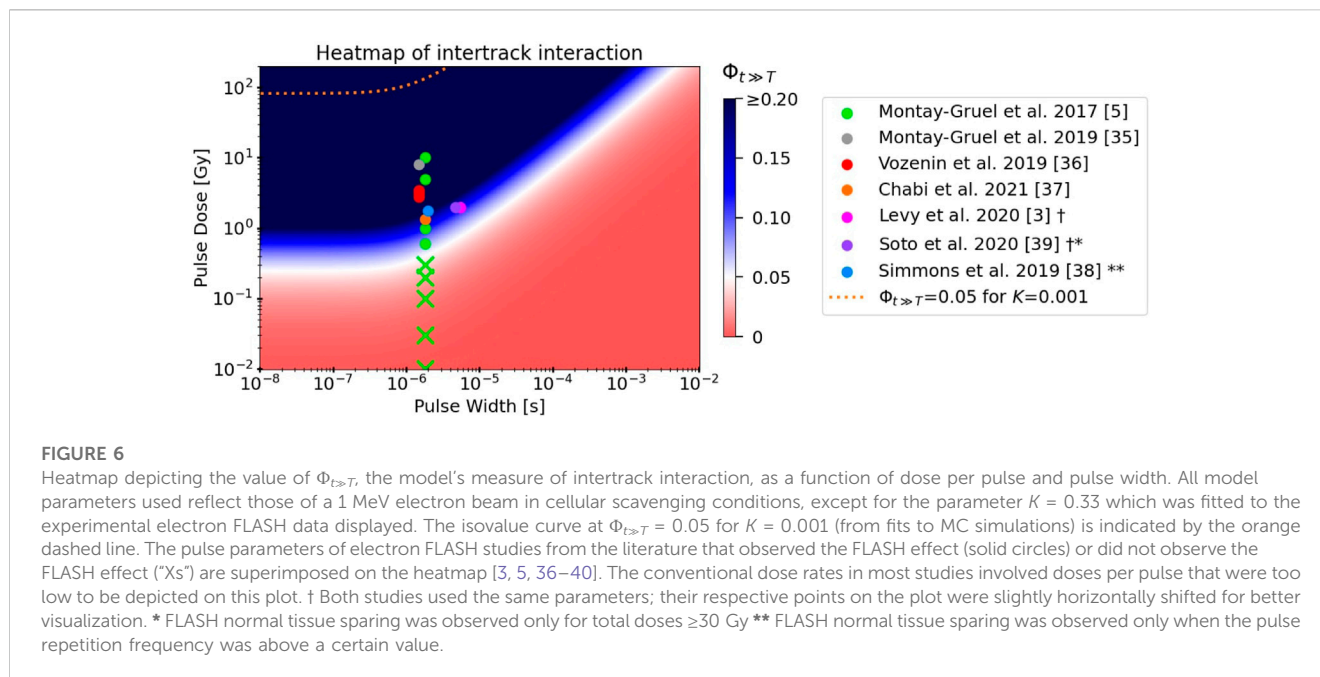 Heatmap of intertrack interaction
Φt≫T
≥0.20
0.15
0.10
0.05
0
Pulse Dose [Gy]
10²
10¹
10⁰
10⁻¹
10⁻²
10⁻⁸ 10⁻⁷ 10⁻⁶ 10⁻⁵ 10⁻⁴ 10⁻³ 10⁻²
Pulse Width [s]
Montay-Gruel et al. 2017 [5]
Montay-Gruel et al. 2019 [35]
Vozenin et al. 2019 [36]
Chabi et al. 2021 [37]
Levy et al. 2020 [3] †
Soto et al. 2020 [39] †*
Simmons et al. 2019 [38] **
Φt≫T=0.05 for K=0.001
FIGURE 6
Heatmap depicting the value of Φt≫T, the model's measure of intertrack interaction, as a function of dose per pulse and pulse width. All model
parameters used reflect those of a 1 MeV electron beam in cellular scavenging conditions, except for the parameter K = 0.33 which was fitted to the
experimental electron FLASH data displayed. The isovalue curve at Φt≫T = 0.05 for K = 0.001 (from fits to MC simulations) is indicated by the orange
dashed line. The pulse parameters of electron FLASH studies from the literature that observed the FLASH effect (solid circles) or did not observe the
FLASH effect (“Xs”) are superimposed on the heatmap [3, 5, 36–40]. The conventional dose rates in most studies involved doses per pulse that were too
low to be depicted on this plot. † Both studies used the same parameters; their respective points on the plot were slightly horizontally shifted for better
visualization. * FLASH normal tissue sparing was observed only for total doses ≥30 Gy ** FLASH normal tissue sparing was observed only when the pulse
repetition frequency was above a certain value.